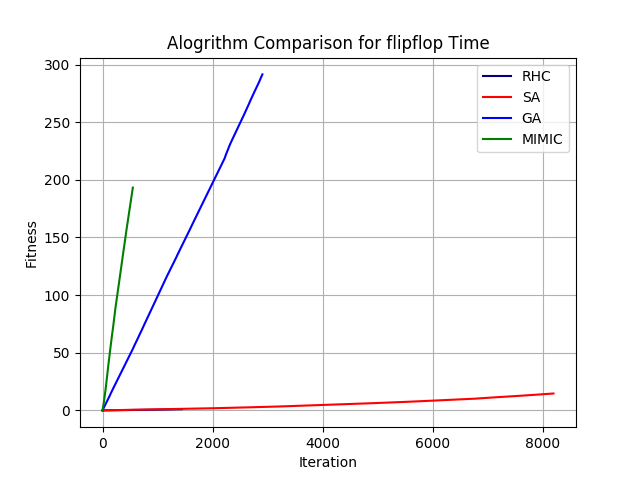 Alogrithm Comparison for flipflop Time
300
250
200
150
100
50
0
Fitness
RHC
SA
GA
MIMIC
0 2000 4000 6000 8000
Iteration